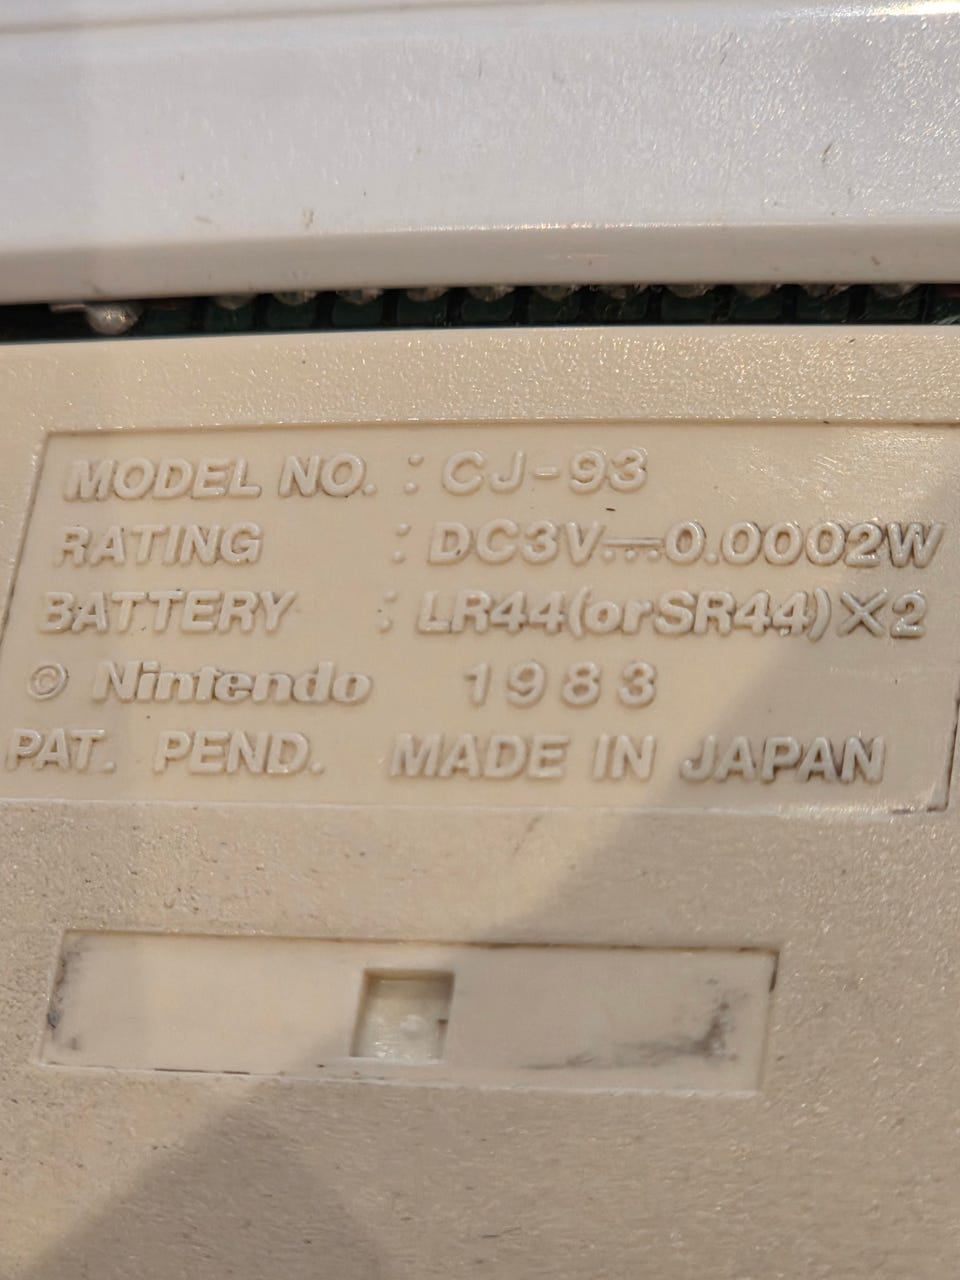 MODEL NO. : CJ-93
RATING : DC3V⎓0.0002W
BATTERY : LR44(orSR44)×2
© Nintendo 1983
PAT. PEND. MADE IN JAPAN